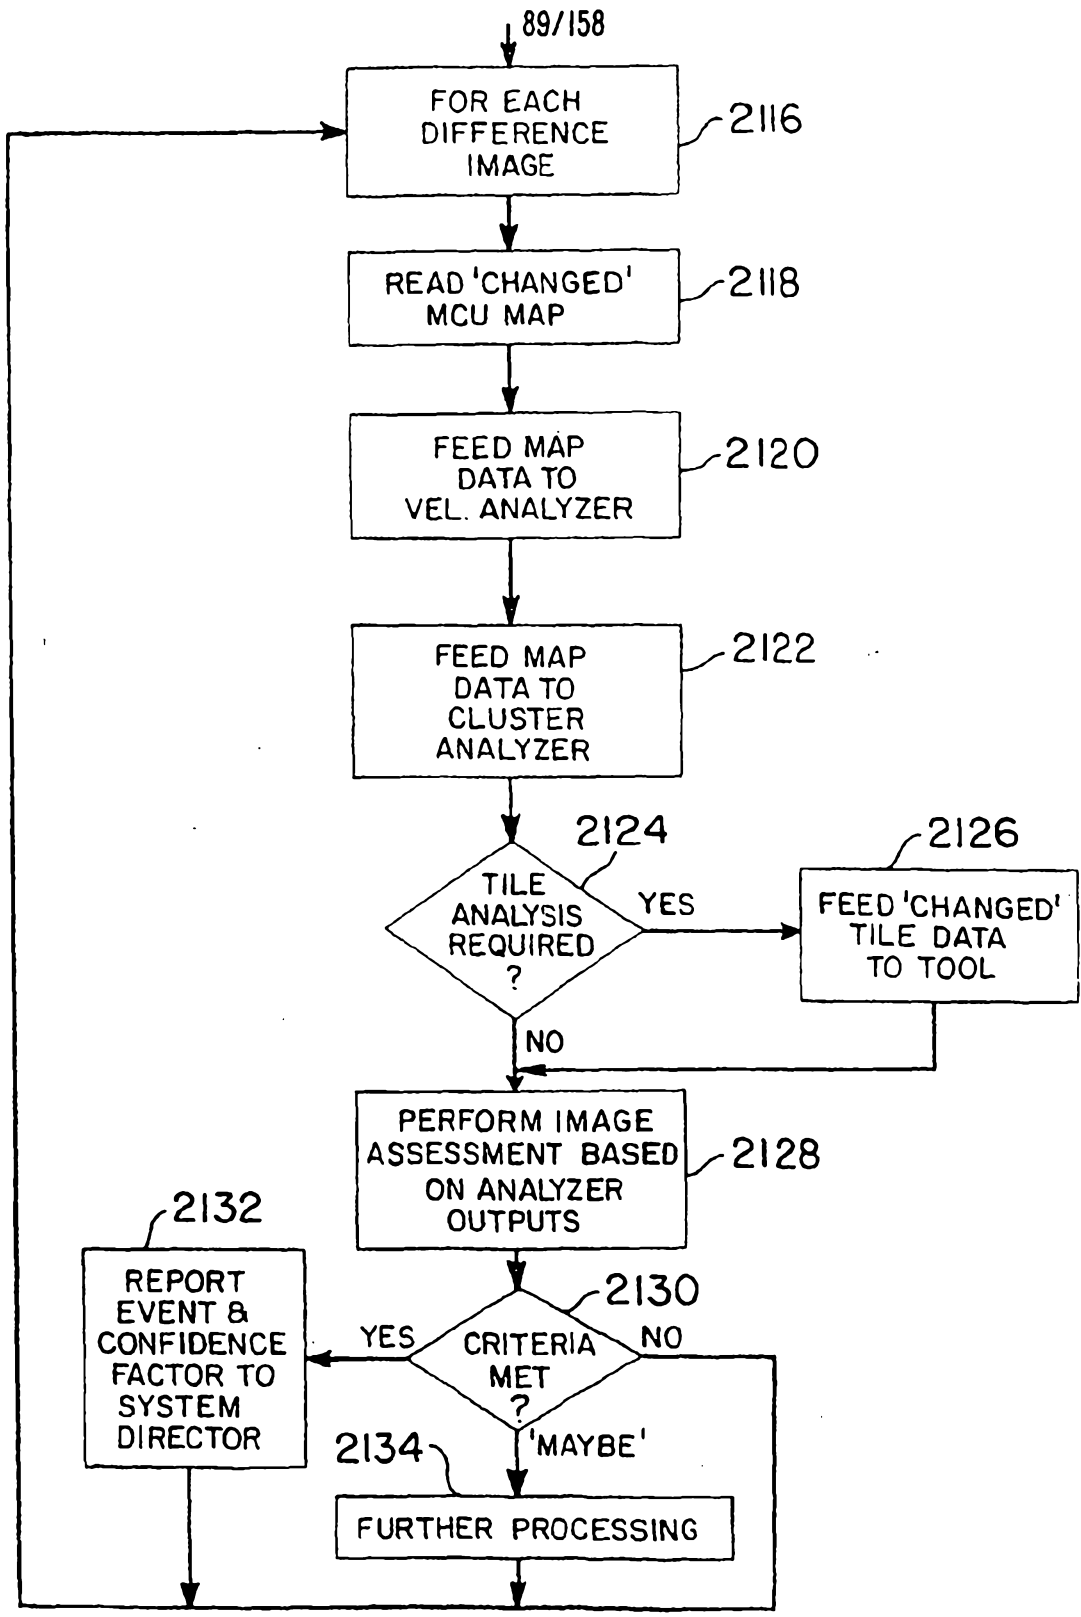 89/158
FOR EACH
DIFFERENCE
IMAGE
2116
READ 'CHANGED'
MCU MAP
2118
FEED MAP
DATA TO
VEL. ANALYZER
2120
FEED MAP
DATA TO
CLUSTER
ANALYZER
2122
2124
TILE
ANALYSIS
REQUIRED
?
YES
2126
FEED 'CHANGED'
TILE DATA
TO TOOL
NO
PERFORM IMAGE
ASSESSMENT BASED
ON ANALYZER
OUTPUTS
2128
2132
REPORT
EVENT &
CONFIDENCE
FACTOR TO
SYSTEM
DIRECTOR
2130
YES
CRITERIA
MET
?
NO
'MAYBE'
2134
FURTHER PROCESSING